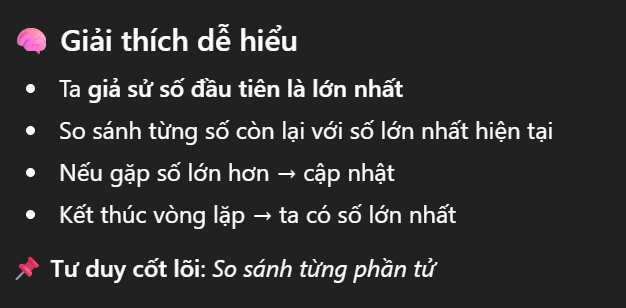 🧠 Giải thích dễ hiểu
• Ta giả sử số đầu tiên là lớn nhất
• So sánh từng số còn lại với số lớn nhất hiện tại
• Nếu gặp số lớn hơn → cập nhật
• Kết thúc vòng lặp → ta có số lớn nhất
📌 Tư duy cốt lõi: So sánh từng phần tử